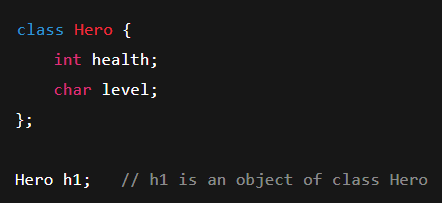 class Hero {
    int health;
    char level;
};

Hero h1;   // h1 is an object of class Hero